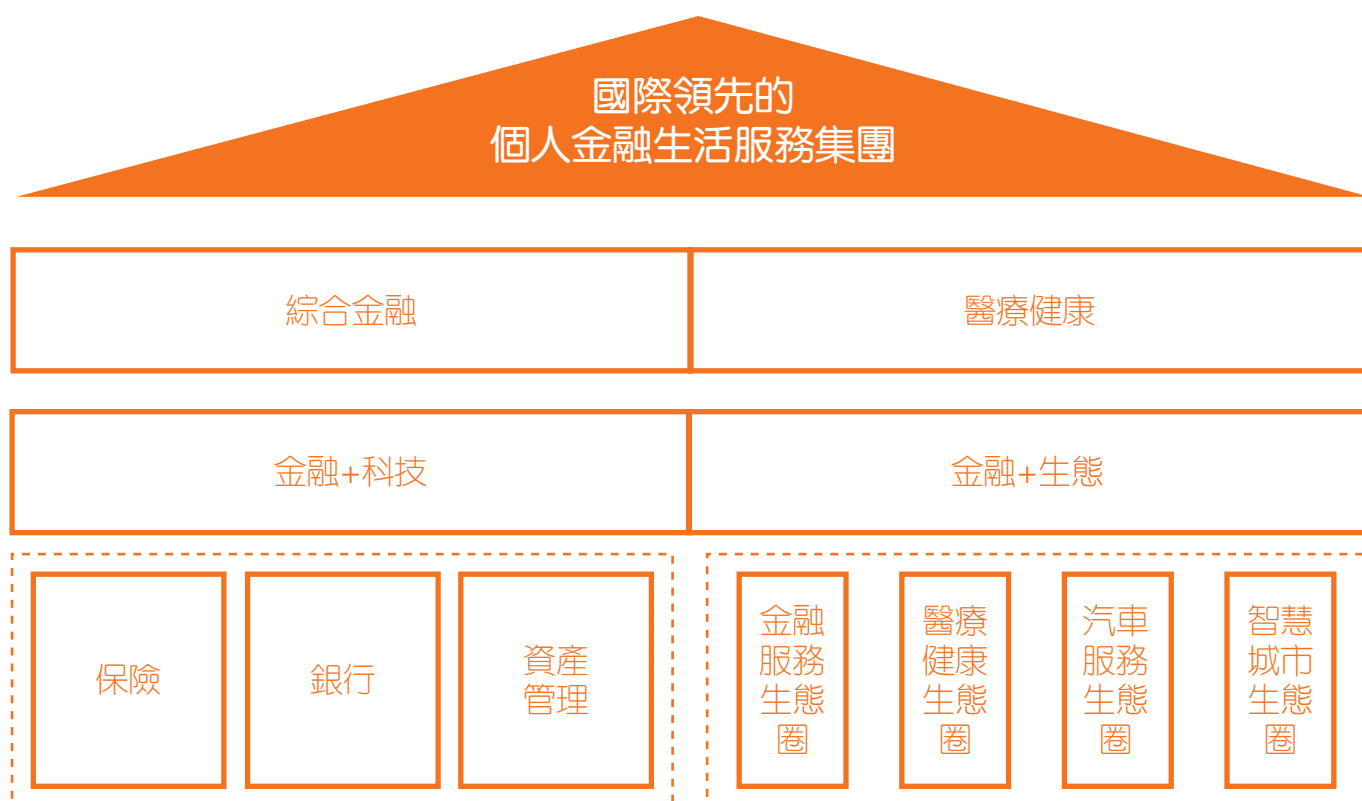 國際領先的
個人金融生活服務集團
綜合金融
醫療健康
金融+科技
金融+生態
保險
銀行
資產
管理
金融
服務
生態
圈
醫療
健康
生態
圈
汽車
服務
生態
圈
智慧
城市
生態
圈